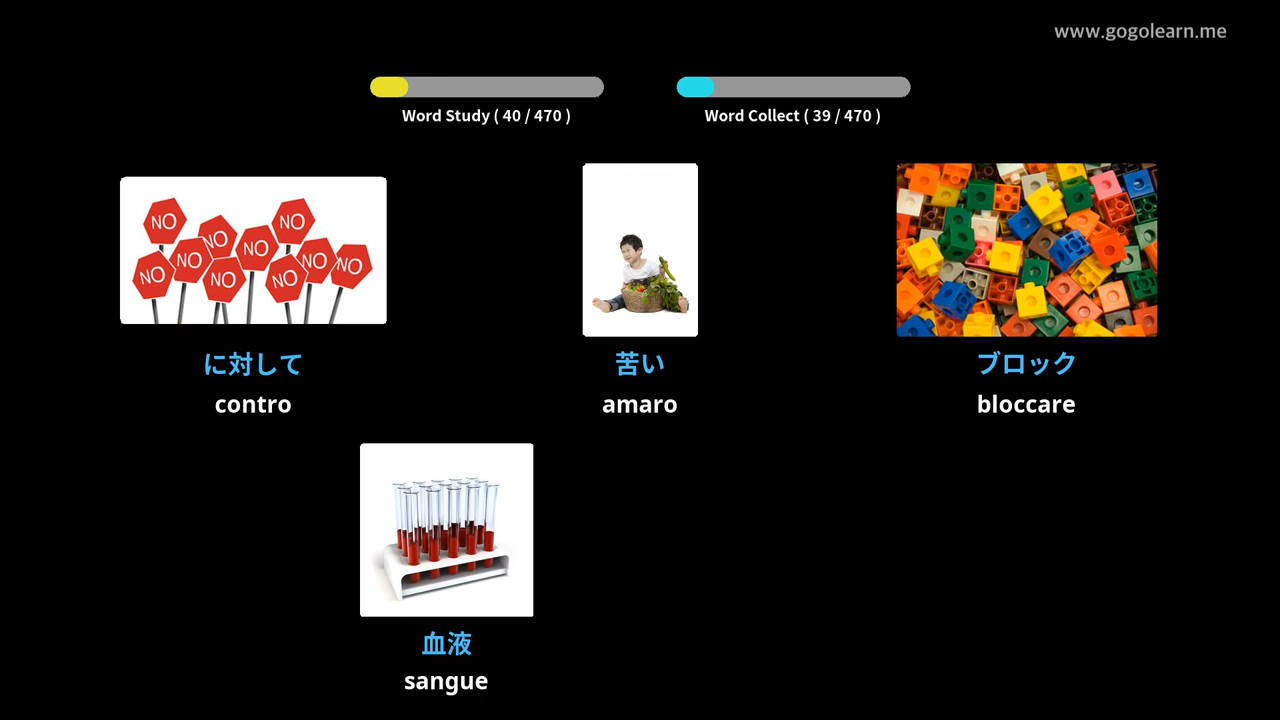 www.gogolearn.me
Word Study ( 40 / 470 )
Word Collect ( 39 / 470 )
NO
NO
NO
NO
NO
NO
NO
NO
NO
NO
に対して
contro
苦い
amaro
ブロック
bloccare
血液
sangue